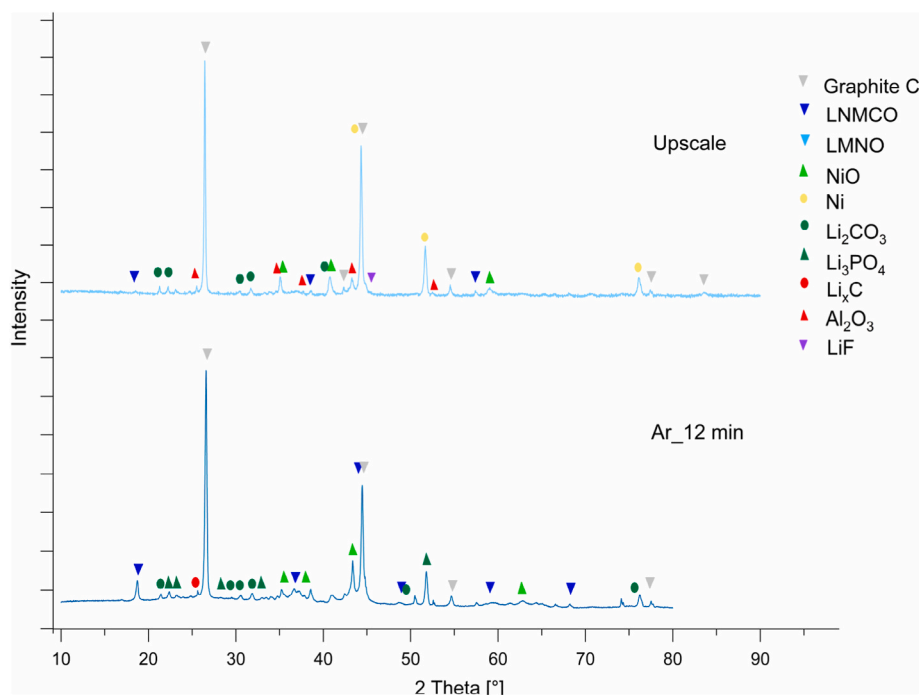 Upscale
Graphite C
LNMCO
LMNO
NiO
Ni
Li₂CO₃
Li₃PO₄
LiₓC
Al₂O₃
LiF
Intensity
Ar_12 min
10 20 30 40 50 60 70 80 90
2 Theta [°]